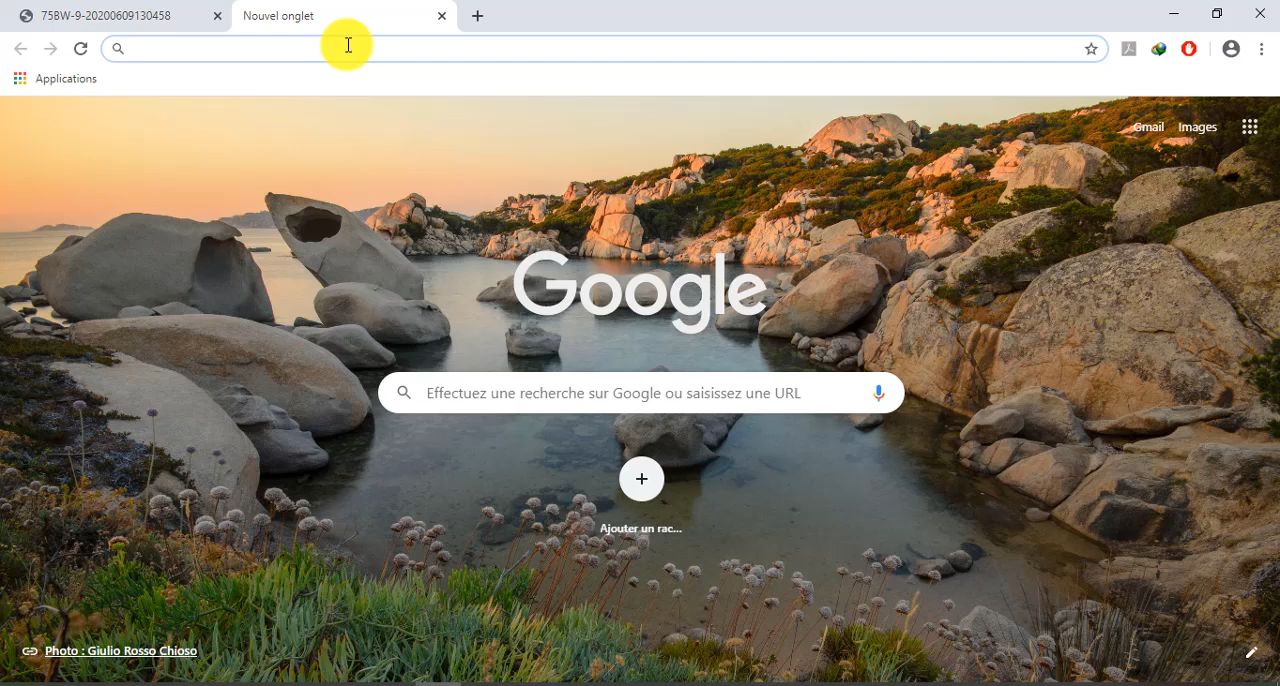 75BW-9-20200609130458
Nouvel onglet
Applications
Gmail Images
Google
Effectuez une recherche sur Google ou saisissez une URL
Ajouter un rac...
Photo : Giulio Rosso Chioso